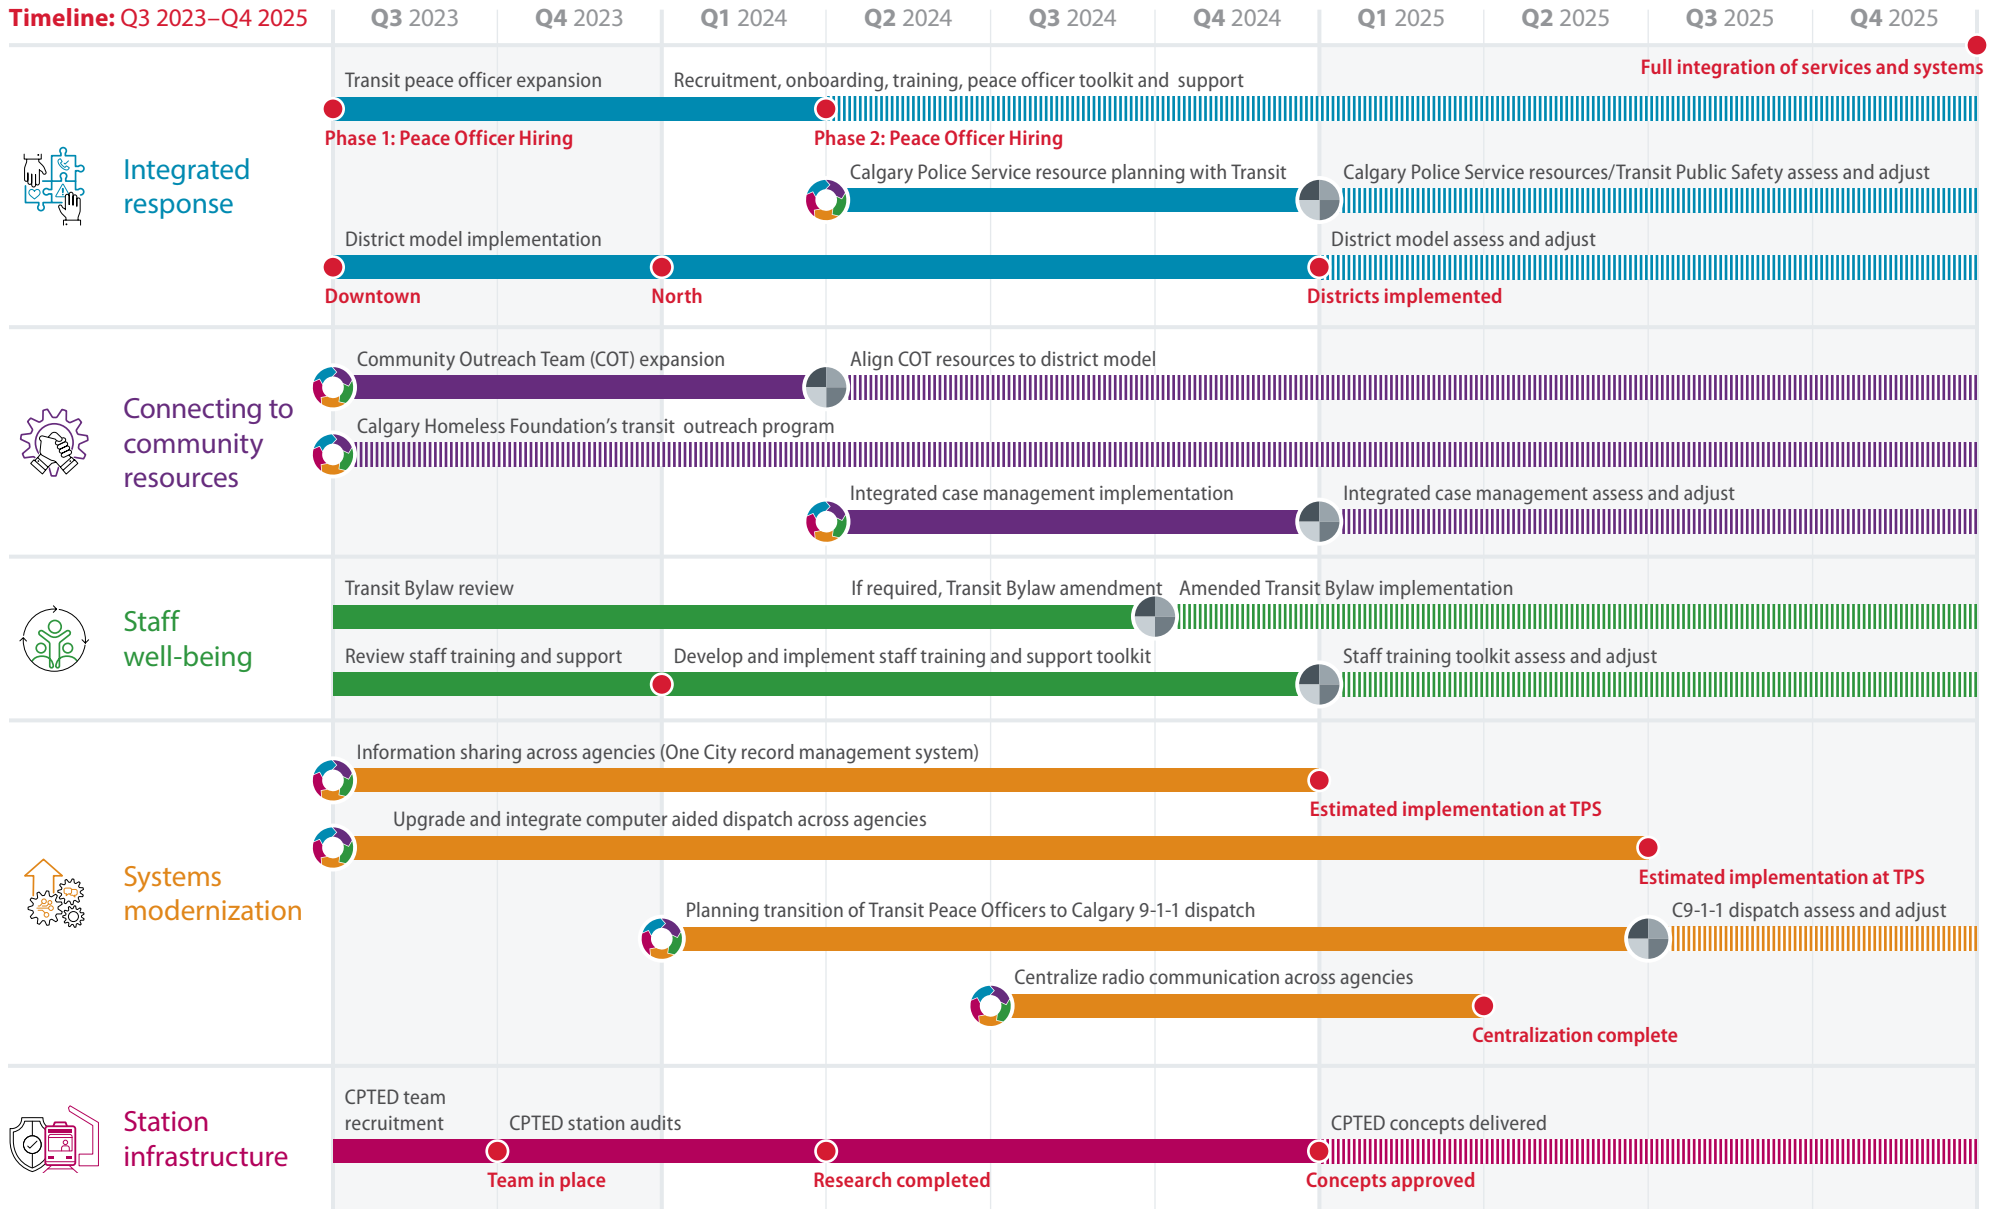 Timeline: Q3 2023–Q4 2025
Q3 2023
Q4 2023
Q1 2024
Q2 2024
Q3 2024
Q4 2024
Q1 2025
Q2 2025
Q3 2025
Q4 2025
Full integration of services and systems
Integrated
response
Transit peace officer expansion
Recruitment, onboarding, training, peace officer toolkit and support
Phase 1: Peace Officer Hiring
Phase 2: Peace Officer Hiring
Calgary Police Service resource planning with Transit
Calgary Police Service resources/Transit Public Safety assess and adjust
District model implementation
District model assess and adjust
Downtown
North
Districts implemented
Connecting to
community
resources
Community Outreach Team (COT) expansion
Align COT resources to district model
Calgary Homeless Foundation's transit outreach program
Integrated case management implementation
Integrated case management assess and adjust
Staff
well-being
Transit Bylaw review
If required, Transit Bylaw amendment
Amended Transit Bylaw implementation
Review staff training and support
Develop and implement staff training and support toolkit
Staff training toolkit assess and adjust
Systems
modernization
Information sharing across agencies (One City record management system)
Estimated implementation at TPS
Upgrade and integrate computer aided dispatch across agencies
Estimated implementation at TPS
Planning transition of Transit Peace Officers to Calgary 9-1-1 dispatch
C9-1-1 dispatch assess and adjust
Centralize radio communication across agencies
Centralization complete
Station
infrastructure
CPTED team
recruitment
CPTED station audits
CPTED concepts delivered
Team in place
Research completed
Concepts approved